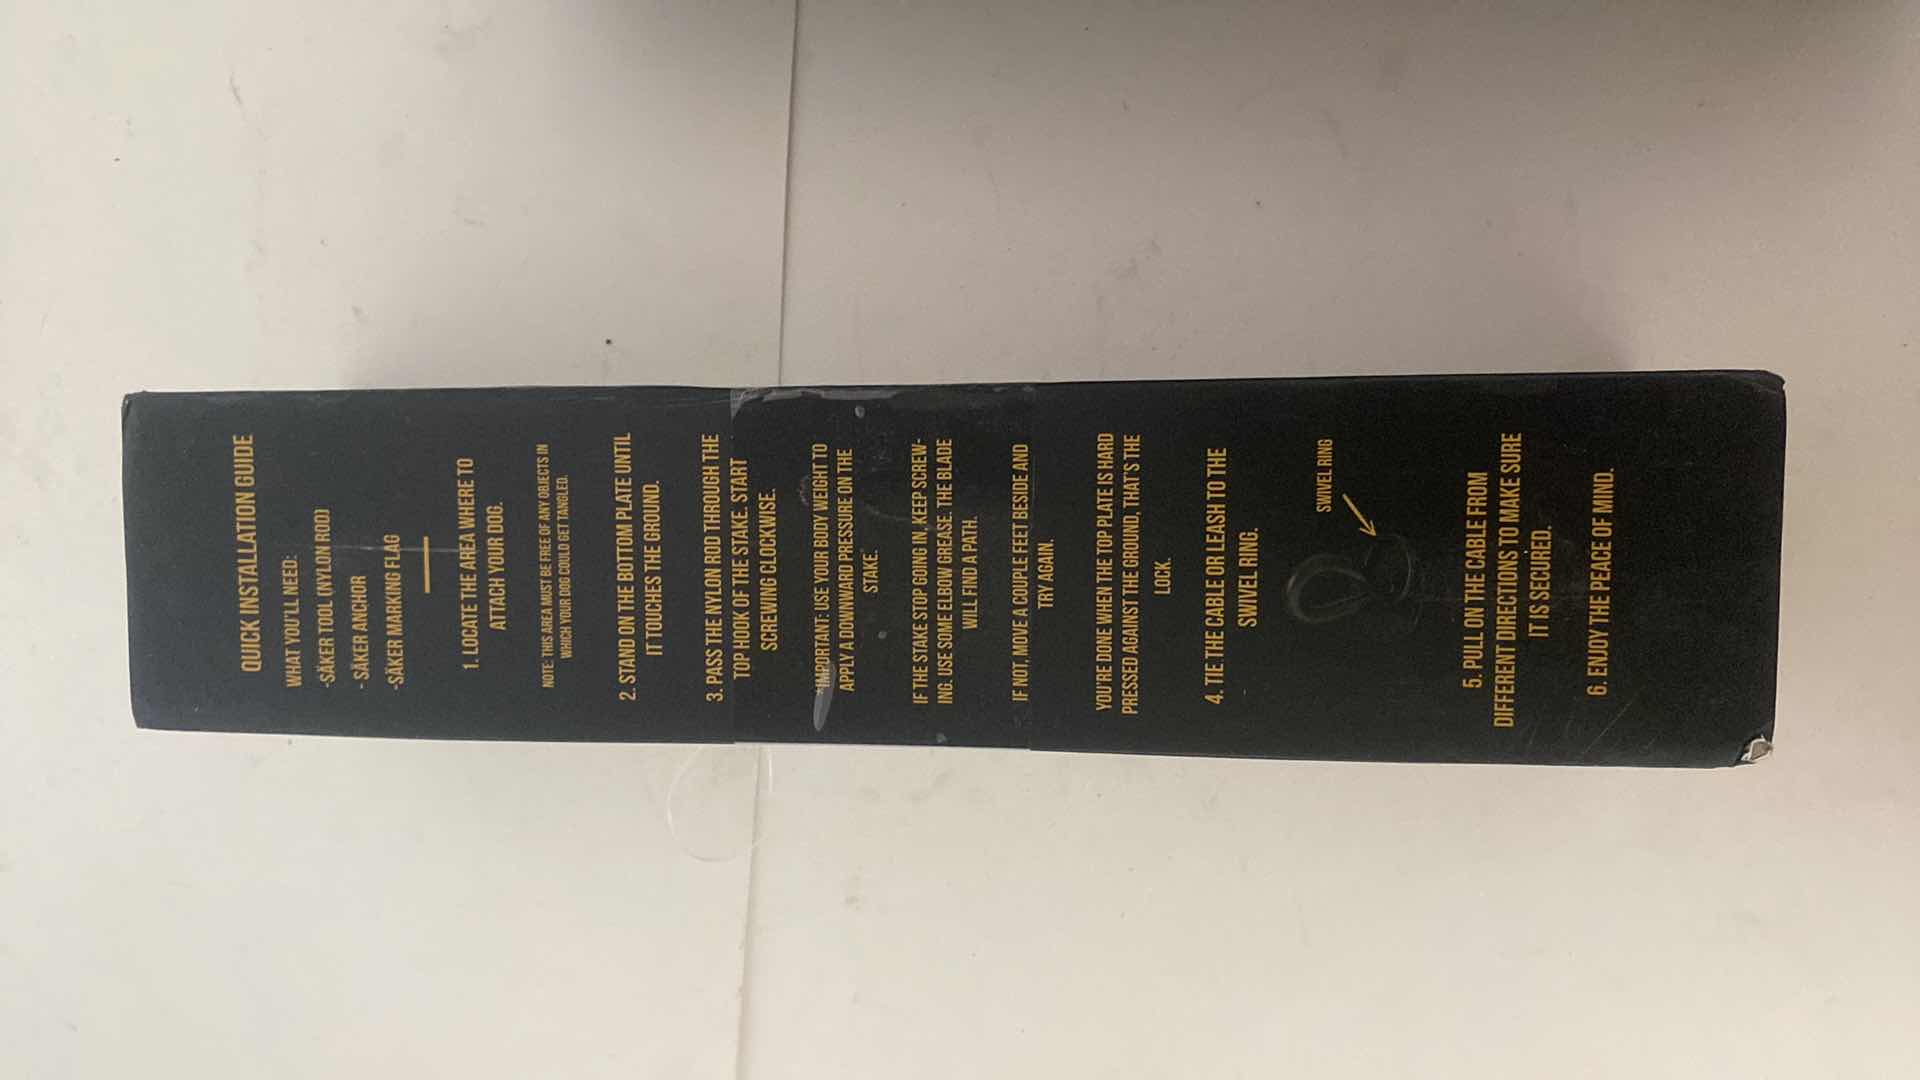 QUICK INSTALLATION GUIDE
WHAT YOU'LL NEED:
-SÄKER TOOL (NYLON ROD)
- SÄKER ANCHOR
-SÄKER MARKING FLAG
1. LOCATE THE AREA WHERE TO
ATTACH YOUR DOG.
NOTE: THIS AREA MUST BE FREE OF ANY OBJECTS IN
WHICH YOUR DOG COULD GET TANGLED.
2. STAND ON THE BOTTOM PLATE UNTIL
IT TOUCHES THE GROUND.
3. PASS THE NYLON ROD THROUGH THE
TOP HOOK OF THE STAKE. START
SCREWING CLOCKWISE.
*IMPORTANT: USE YOUR BODY WEIGHT TO
APPLY A DOWNWARD PRESSURE ON THE
STAKE.
IF THE STAKE STOP GOING IN, KEEP SCREW-
ING. USE SOME ELBOW GREASE. THE BLADE
WILL FIND A PATH.
IF NOT, MOVE A COUPLE FEET BESIDE AND
TRY AGAIN.
YOU'RE DONE WHEN THE TOP PLATE IS HARD
PRESSED AGAINST THE GROUND, THAT'S THE
LOCK.
4. TIE THE CABLE OR LEASH TO THE
SWIVEL RING.
SWIVEL RING
5. PULL ON THE CABLE FROM
DIFFERENT DIRECTIONS TO MAKE SURE
IT IS SECURED.
6. ENJOY THE PEACE OF MIND.